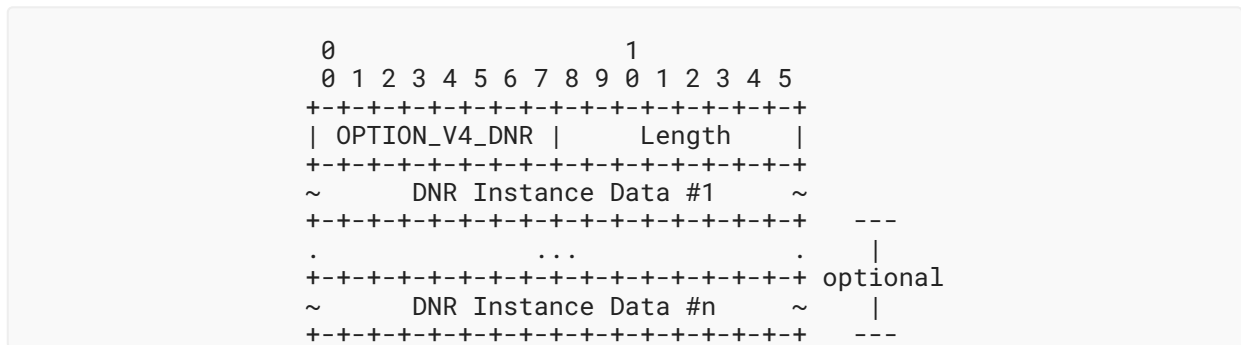 0                   1
0 1 2 3 4 5 6 7 8 9 0 1 2 3 4 5
+-+-+-+-+-+-+-+-+-+-+-+-+-+-+-+-+
| OPTION_V4_DNR |     Length    |
+-+-+-+-+-+-+-+-+-+-+-+-+-+-+-+-+
~      DNR Instance Data #1     ~
+-+-+-+-+-+-+-+-+-+-+-+-+-+-+-+-+   ---
.              ...              .    |
+-+-+-+-+-+-+-+-+-+-+-+-+-+-+-+-+ optional
~      DNR Instance Data #n     ~    |
+-+-+-+-+-+-+-+-+-+-+-+-+-+-+-+-+   ---